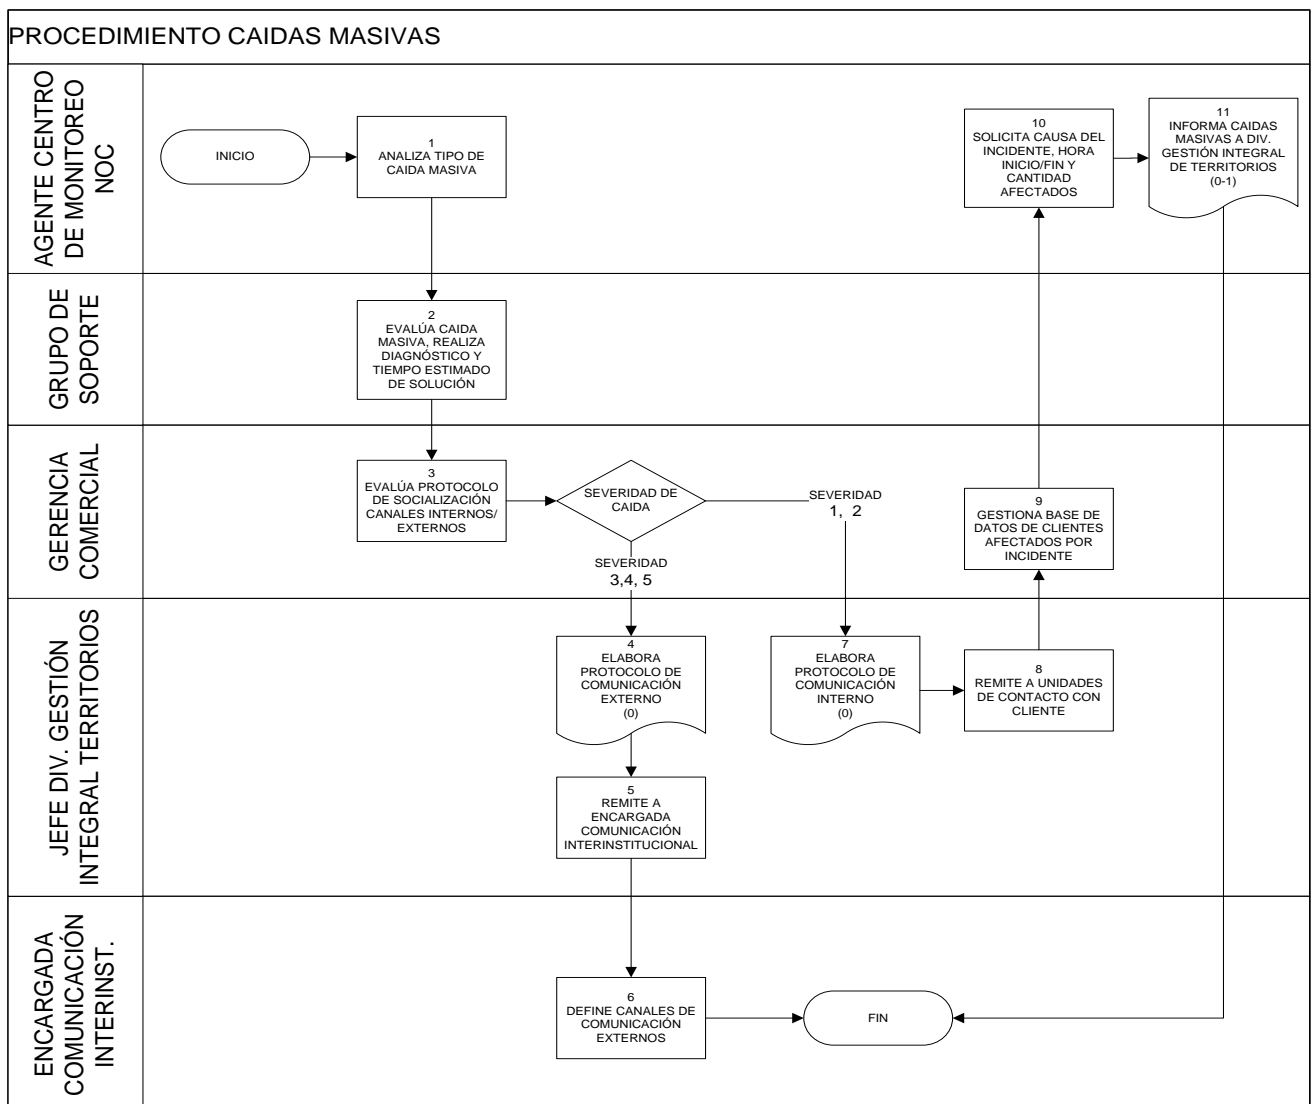 PROCEDIMIENTO CAIDAS MASIVAS
AGENTE CENTRO
DE MONITOREO
NOC
INICIO
1
ANALIZA TIPO DE
CAIDA MASIVA
10
SOLICITA CAUSA DEL
INCIDENTE, HORA
INICIO/FIN Y
CANTIDAD
AFECTADOS
11
INFORMA CAIDAS
MASIVAS A DIV.
GESTIÓN INTEGRAL
DE TERRITORIOS
(0-1)
GRUPO DE
SOPORTE
2
EVALÚA CAIDA
MASIVA, REALIZA
DIAGNÓSTICO Y
TIEMPO ESTIMADO
DE SOLUCIÓN
GERENCIA
COMERCIAL
3
EVALÚA PROTOCOLO
DE SOCIALIZACIÓN
CANALES INTERNOS/
EXTERNOS
SEVERIDAD DE
CAIDA
SEVERIDAD
1, 2
SEVERIDAD
3,4, 5
9
GESTIONA BASE DE
DATOS DE CLIENTES
AFECTADOS POR
INCIDENTE
JEFE DIV. GESTIÓN
INTEGRAL TERRITORIOS
4
ELABORA
PROTOCOLO DE
COMUNICACIÓN
EXTERNO
(0)
7
ELABORA
PROTOCOLO DE
COMUNICACIÓN
INTERNO
(0)
8
REMITE A UNIDADES
DE CONTACTO CON
CLIENTE
5
REMITE A
ENCARGADA
COMUNICACIÓN
INTERINSTITUCIONAL
ENCARGADA
COMUNICACIÓN
INTERINST.
6
DEFINE CANALES DE
COMUNICACIÓN
EXTERNOS
FIN